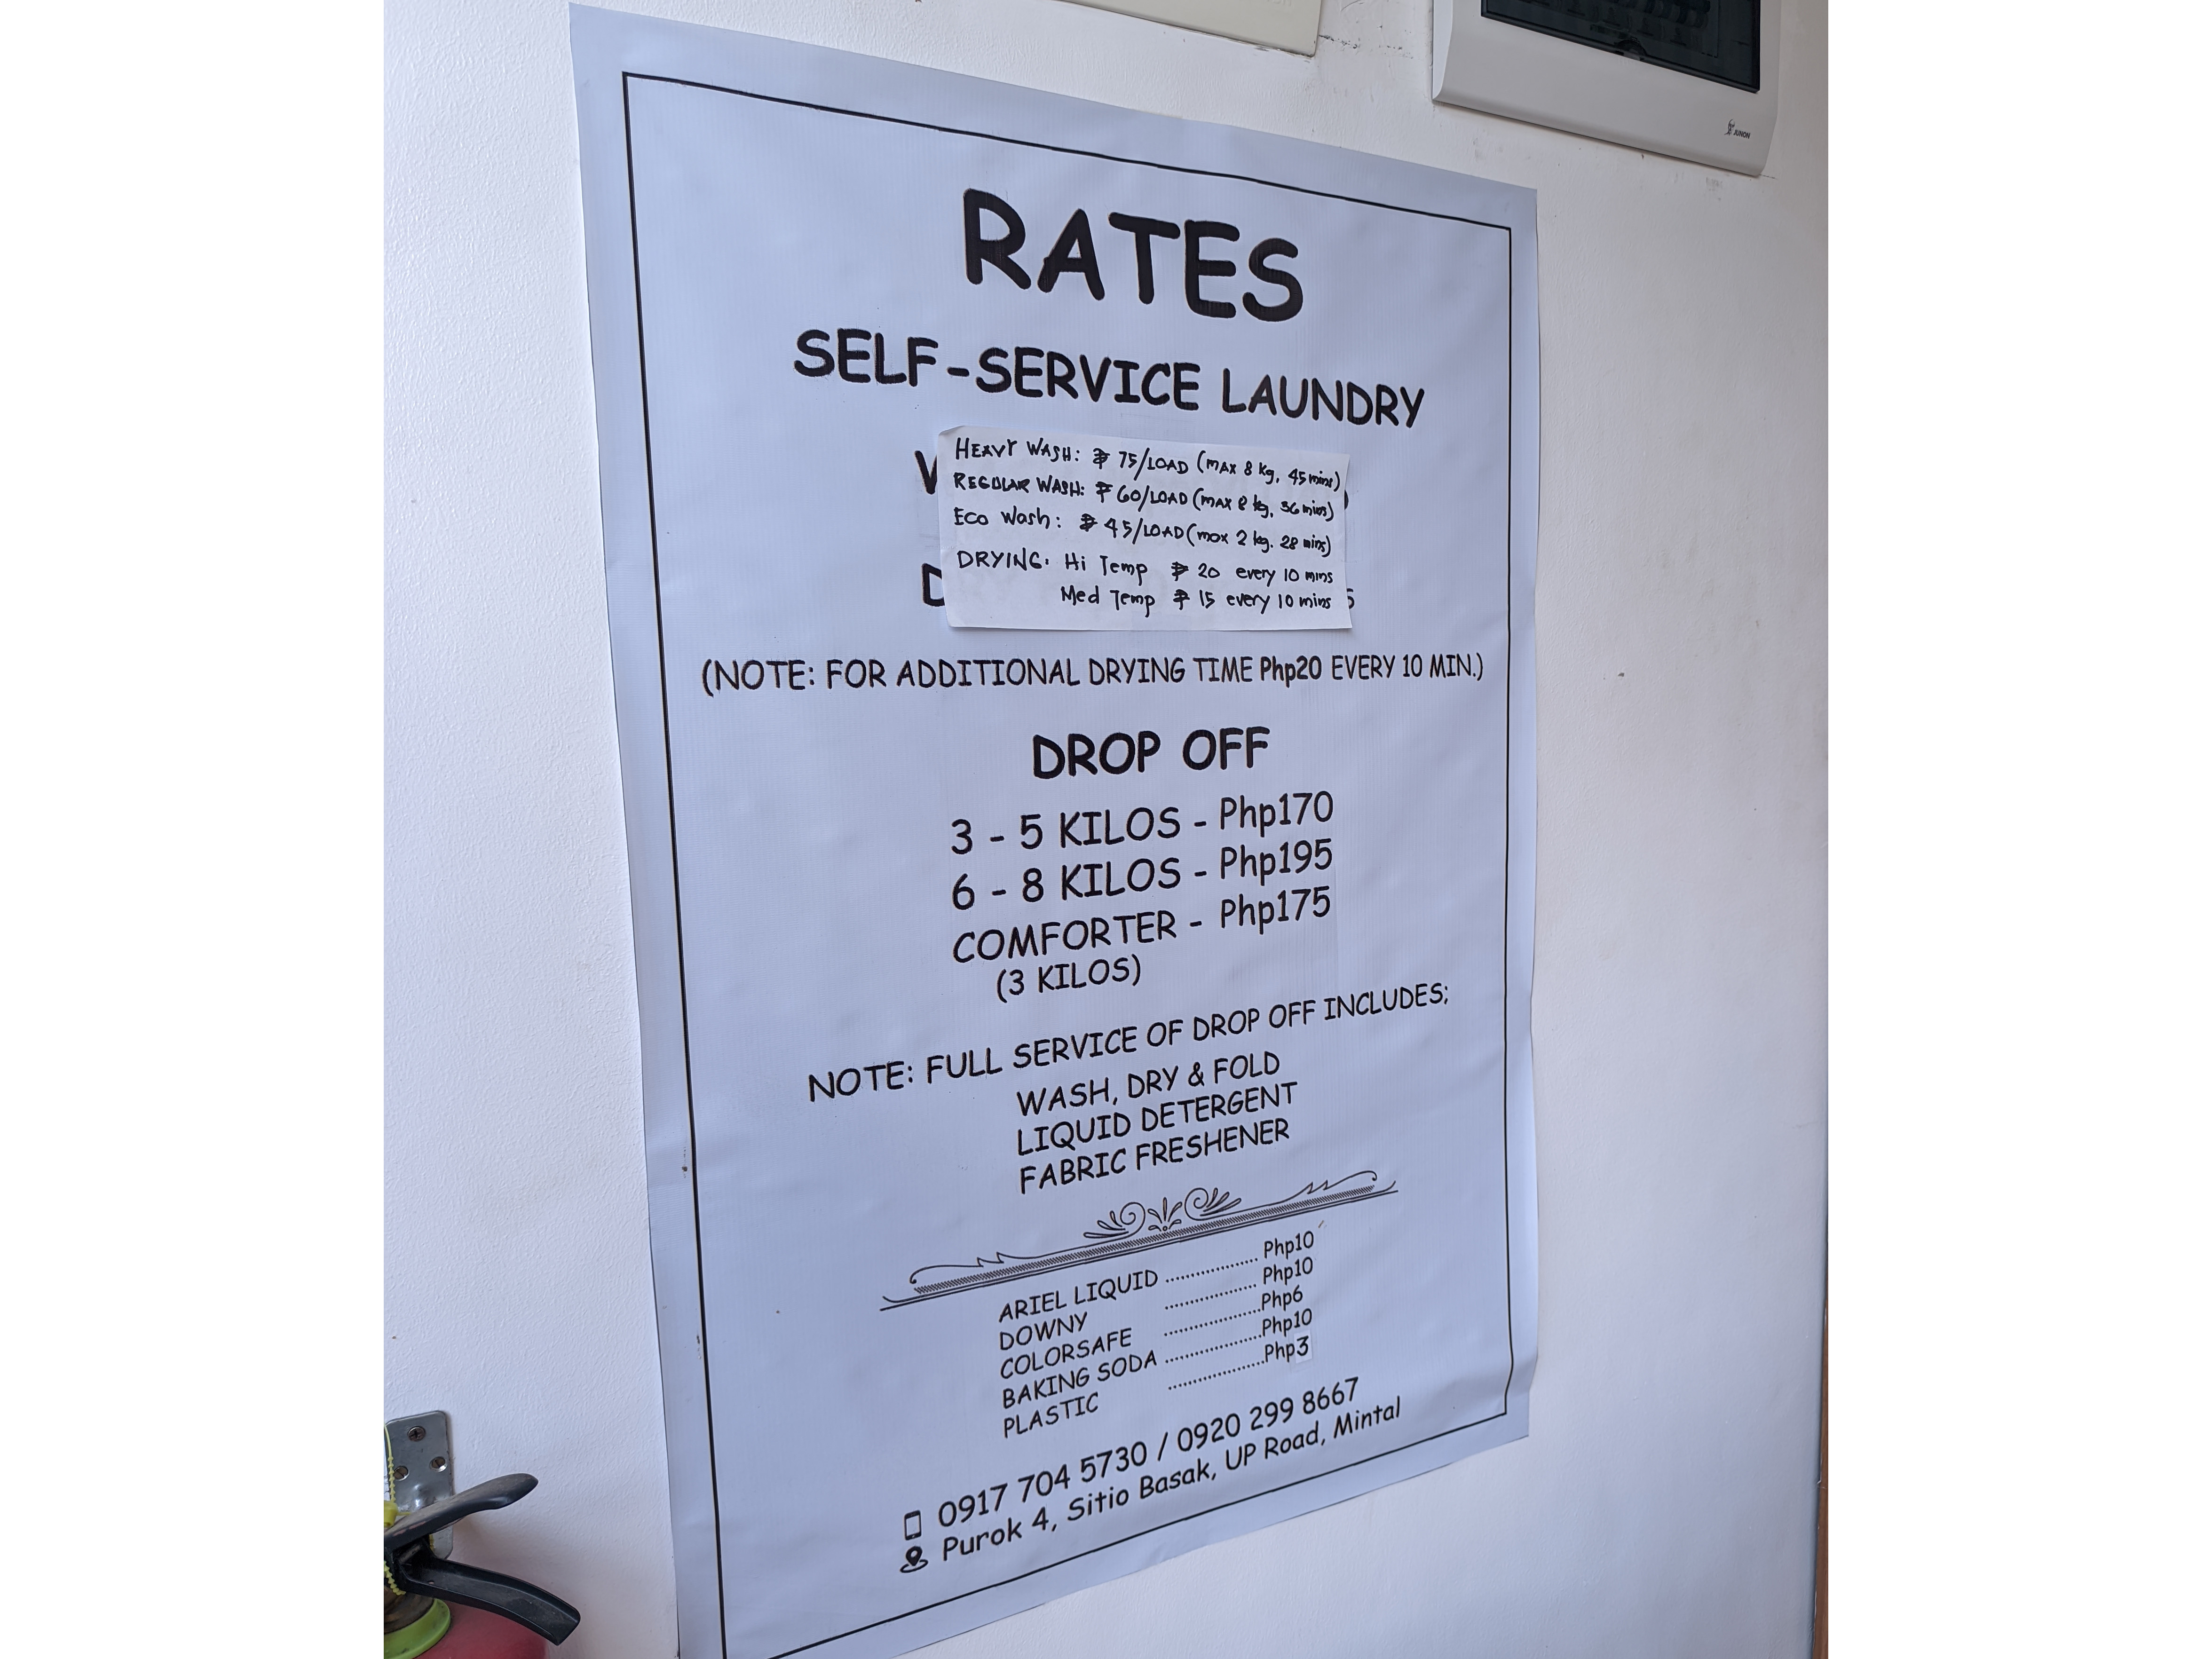 JUNON
RATES
SELF-SERVICE LAUNDRY
HEAVY WASH: ₱ 75/LOAD (MAX 8 kg, 45 mins)
REGULAR WASH: ₱ 60/LOAD (MAX 8 kg, 36 mins)
Eco Wash: ₱ 45/LOAD (max 2 kg. 28 mins)
DRYING: Hi Temp ₱ 20 every 10 mins
Med Temp ₱ 15 every 10 mins
(NOTE: FOR ADDITIONAL DRYING TIME Php20 EVERY 10 MIN.)
DROP OFF
3 - 5 KILOS - Php170
6 - 8 KILOS - Php195
COMFORTER - Php175
(3 KILOS)
NOTE: FULL SERVICE OF DROP OFF INCLUDES:
WASH, DRY & FOLD
LIQUID DETERGENT
FABRIC FRESHENER
ARIEL LIQUID .................... Php10
DOWNY .................... Php10
COLORSAFE .....................Php6
BAKING SODA .....................Php10
PLASTIC .....................Php3
0917 704 5730 / 0920 299 8667
Purok 4, Sitio Basak, UP Road, Mintal